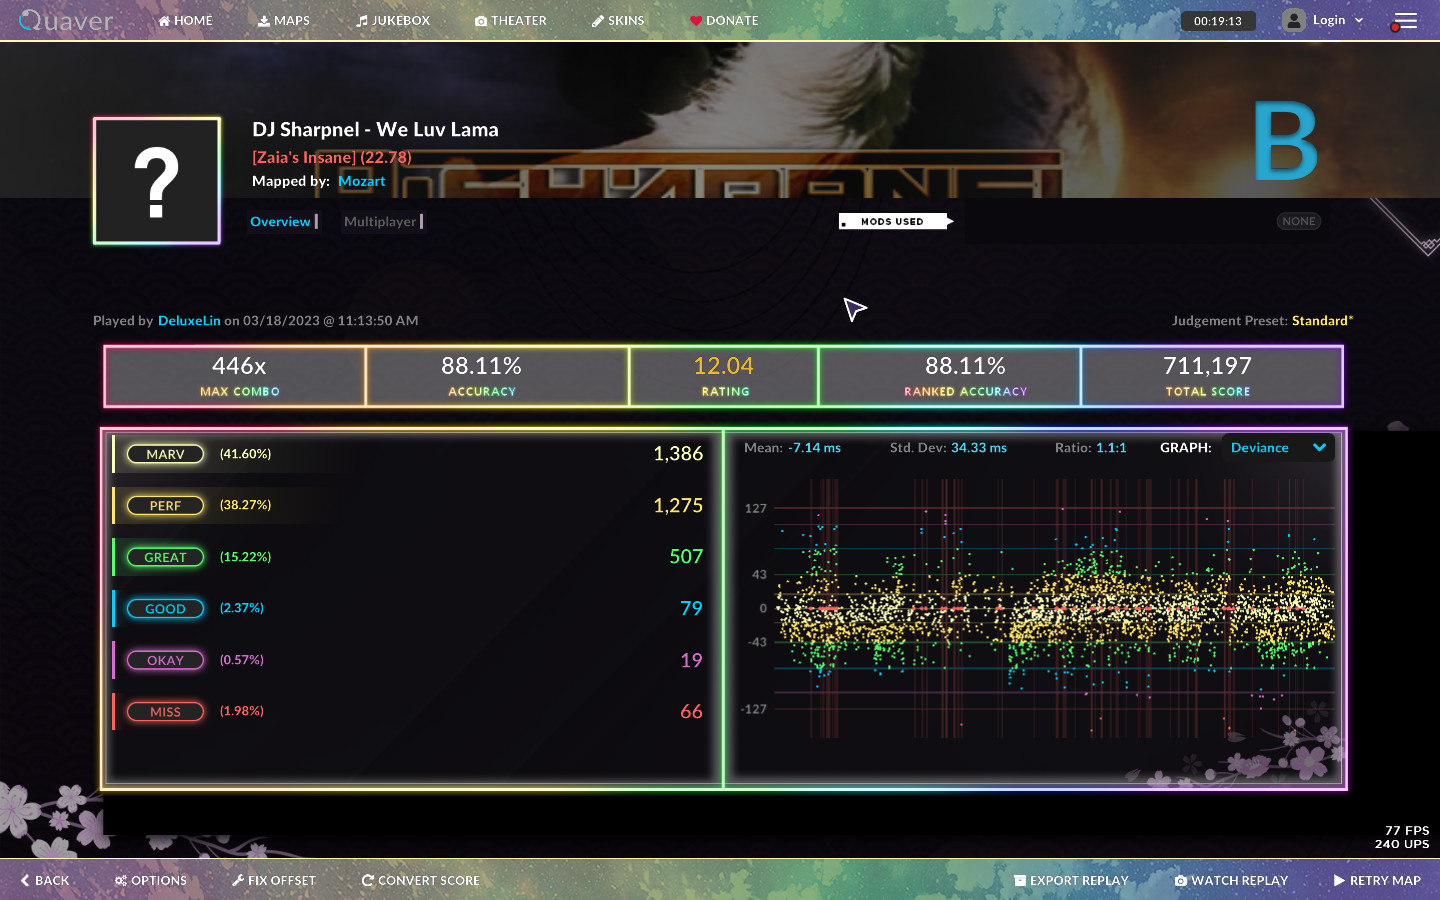 Quaver HOME MAPS JUKEBOX THEATER SKINS DONATE 00:19:13 Login
DJ Sharpnel - We Luv Lama
[Zaia's Insane] (22.78)
Mapped by: Mozart
B
?
DJ SHARPNEL
Overview Multiplayer MODS USED NONE
Played by DeluxeLin on 03/18/2023 @ 11:13:50 AM Judgement Preset: Standard*
446x 88.11% 12.04 88.11% 711,197
MAX COMBO ACCURACY RATING RANKED ACCURACY TOTAL SCORE
MARV (41.60%) 1,386
PERF (38.27%) 1,275
GREAT (15.22%) 507
GOOD (2.37%) 79
OKAY (0.57%) 19
MISS (1.98%) 66
Mean: -7.14 ms Std. Dev: 34.33 ms Ratio: 1.1:1 GRAPH: Deviance
127
43
0
-43
-127
77 FPS
240 UPS
BACK OPTIONS FIX OFFSET CONVERT SCORE EXPORT REPLAY WATCH REPLAY RETRY MAP